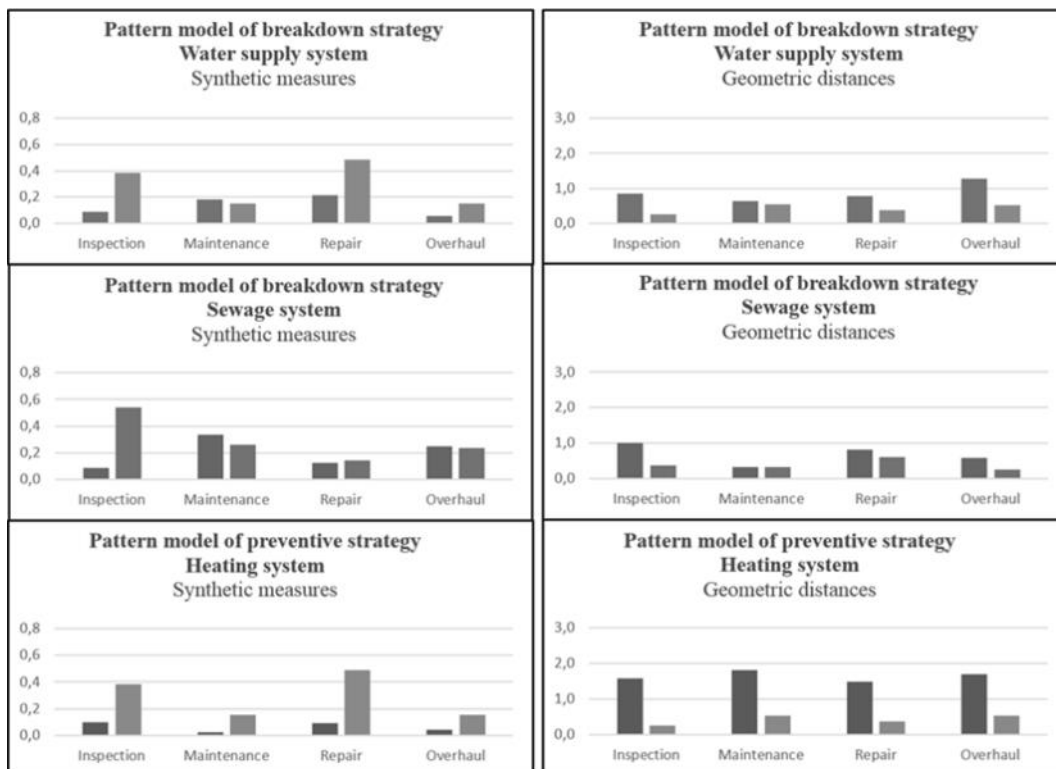 Pattern model of breakdown strategy
Water supply system
Synthetic measures
0,8
0,6
0,4
0,2
0,0
Inspection Maintenance Repair Overhaul
Pattern model of breakdown strategy
Water supply system
Geometric distances
3,0
2,0
1,0
0,0
Inspection Maintenance Repair Overhaul
Pattern model of breakdown strategy
Sewage system
Synthetic measures
0,8
0,6
0,4
0,2
0,0
Inspection Maintenance Repair Overhaul
Pattern model of breakdown strategy
Sewage system
Geometric distances
3,0
2,0
1,0
0,0
Inspection Maintenance Repair Overhaul
Pattern model of preventive strategy
Heating system
Synthetic measures
0,8
0,6
0,4
0,2
0,0
Inspection Maintenance Repair Overhaul
Pattern model of preventive strategy
Heating system
Geometric distances
3,0
2,0
1,0
0,0
Inspection Maintenance Repair Overhaul